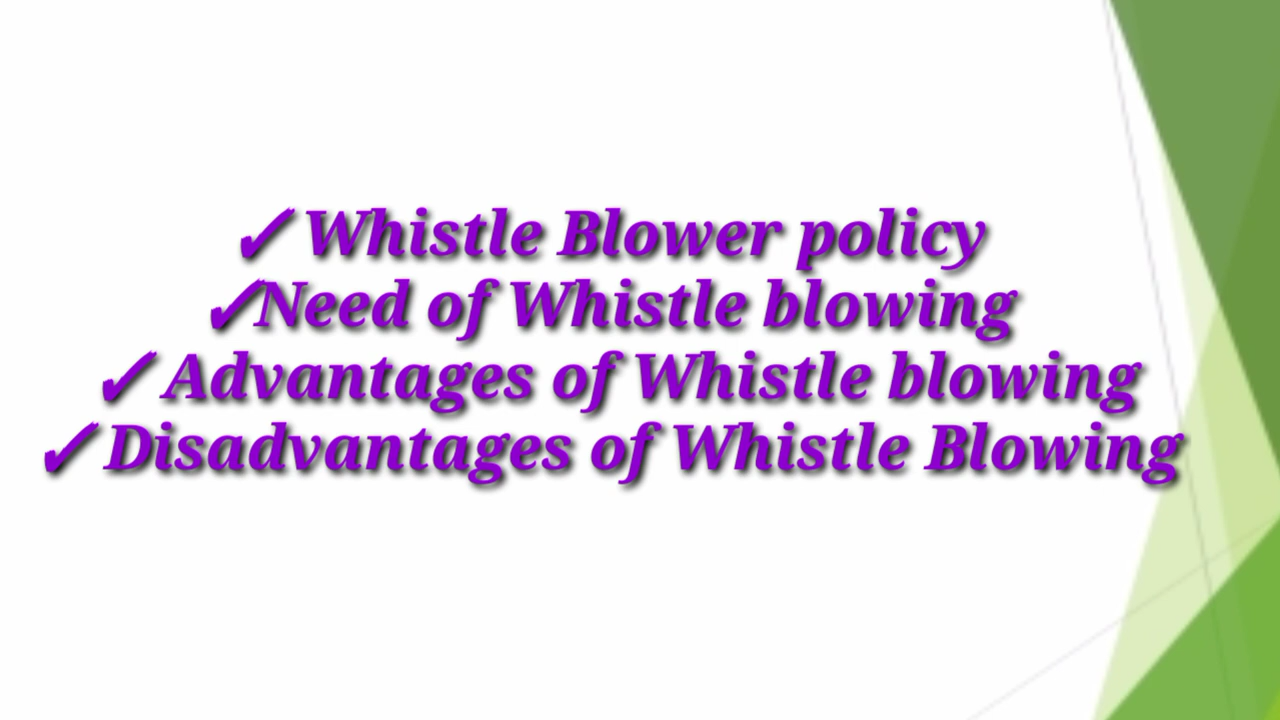 ✓ Whistle Blower policy
✓Need of Whistle blowing
✓ Advantages of Whistle blowing
✓ Disadvantages of Whistle Blowing